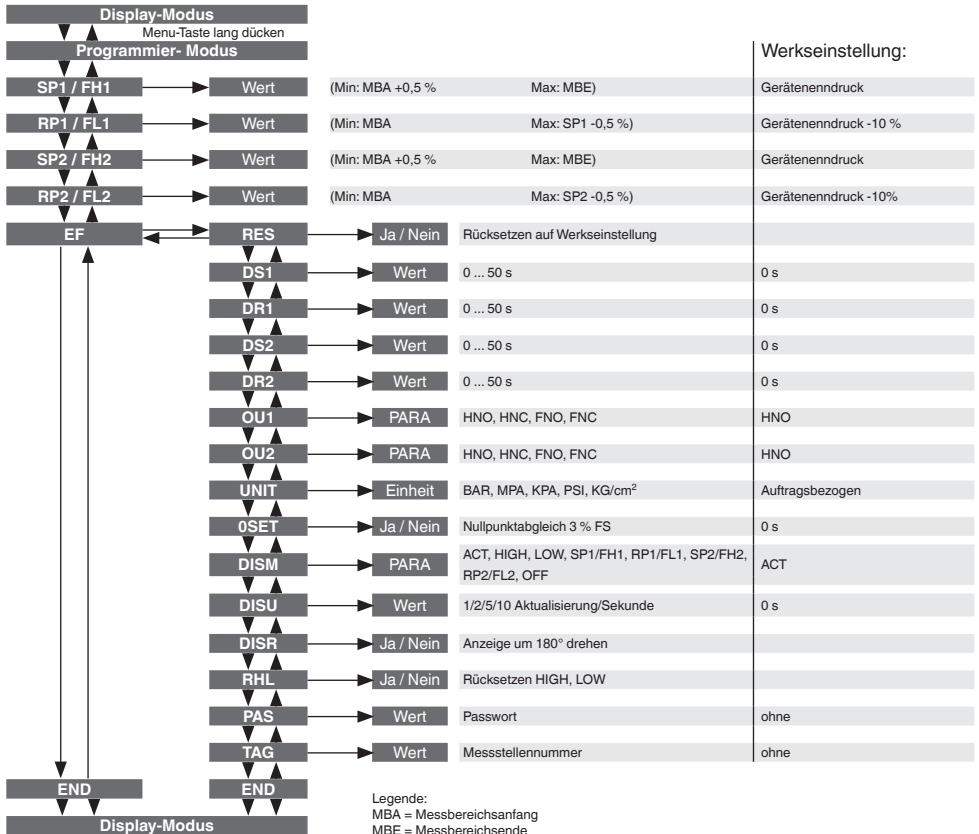 Display-Modus
Menu-Taste lang dücken
Programmier- Modus
Werkseinstellung:
SP1 / FH1 Wert (Min: MBA +0,5 % Max: MBE) Gerätenenndruck
RP1 / FL1 Wert (Min: MBA Max: SP1 -0,5 %) Gerätenenndruck -10 %
SP2 / FH2 Wert (Min: MBA +0,5 % Max: MBE) Gerätenenndruck
RP2 / FL2 Wert (Min: MBA Max: SP2 -0,5 %) Gerätenenndruck -10%
EF RES Ja / Nein Rücksetzen auf Werkseinstellung
DS1 Wert 0 ... 50 s 0 s
DR1 Wert 0 ... 50 s 0 s
DS2 Wert 0 ... 50 s 0 s
DR2 Wert 0 ... 50 s 0 s
OU1 PARA HNO, HNC, FNO, FNC HNO
OU2 PARA HNO, HNC, FNO, FNC HNO
UNIT Einheit BAR, MPA, KPA, PSI, KG/cm² Auftragsbezogen
0SET Ja / Nein Nullpunktabgleich 3 % FS 0 s
DISM PARA ACT, HIGH, LOW, SP1/FH1, RP1/FL1, SP2/FH2, ACT
RP2/FL2, OFF
DISU Wert 1/2/5/10 Aktualisierung/Sekunde 0 s
DISR Ja / Nein Anzeige um 180° drehen
RHL Ja / Nein Rücksetzen HIGH, LOW
PAS Wert Passwort ohne
TAG Wert Messstellennummer ohne
END END
Display-Modus
Legende:
MBA = Messbereichsanfang
MBE = Messbereichsende